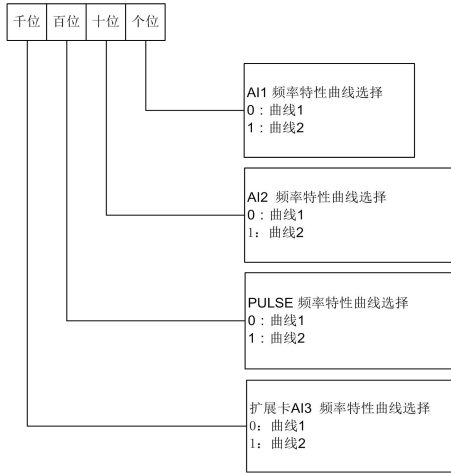 千位 百位 十位 个位
AI1 频率特性曲线选择
0：曲线1
1：曲线2
AI2 频率特性曲线选择
0：曲线1
1：曲线2
PULSE 频率特性曲线选择
0：曲线1
1：曲线2
扩展卡AI3 频率特性曲线选择
0：曲线1
1：曲线2